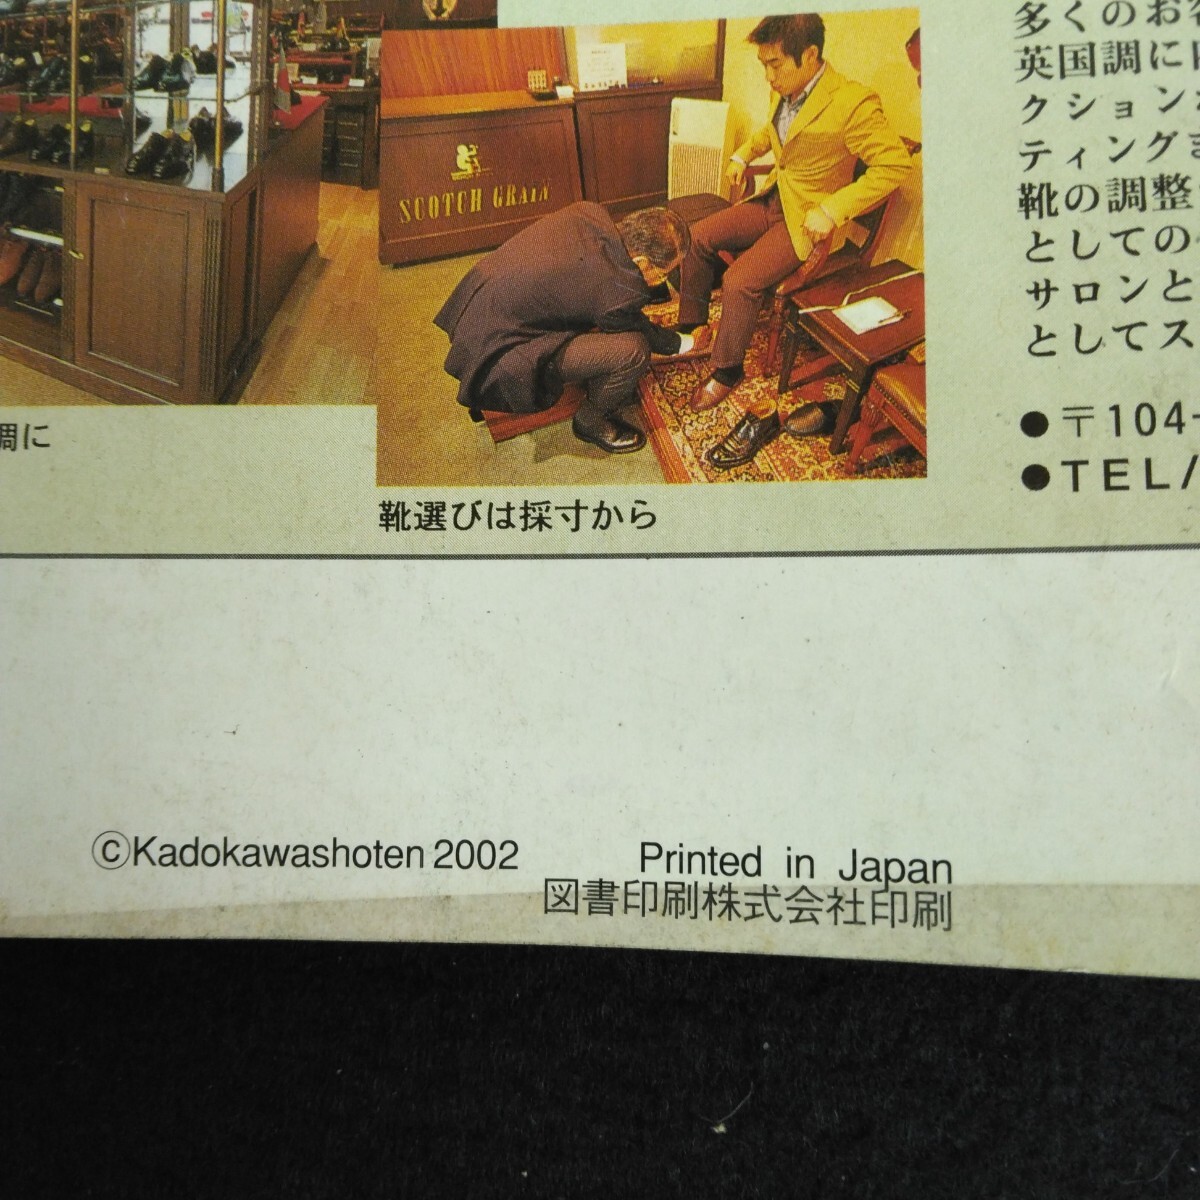 SCOTCH GRAIN
調に
靴選びは採寸から
多くのお
英国調に
クション
ティング
靴の調整
としての
サロンと
としてス
●〒104-
●TEL/
©Kadokawashoten 2002
Printed in Japan
図書印刷株式会社印刷